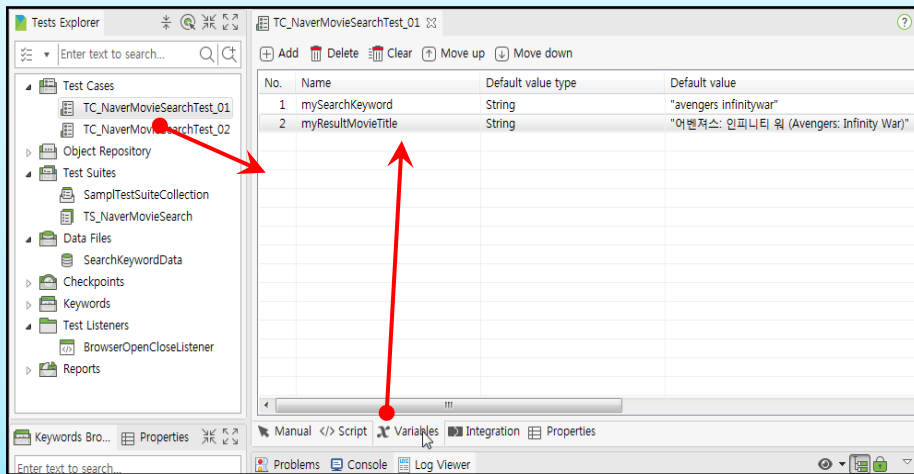 Tests Explorer
Enter text to search...
Test Cases
TC_NaverMovieSearchTest_01
TC_NaverMovieSearchTest_02
Object Repository
Test Suites
SamplTestSuiteCollection
TS_NaverMovieSearch
Data Files
SearchKeywordData
Checkpoints
Keywords
Test Listeners
BrowserOpenCloseListener
Reports
Keywords Bro... Properties
Enter text to search...
TC_NaverMovieSearchTest_01
Add Delete Clear Move up Move down
No. Name Default value type Default value
1 mySearchKeyword String "avengers infinitywar"
2 myResultMovieTitle String "어벤져스: 인피니티 워 (Avengers: Infinity War)"
Manual Script Variables Integration Properties
Problems Console Log Viewer